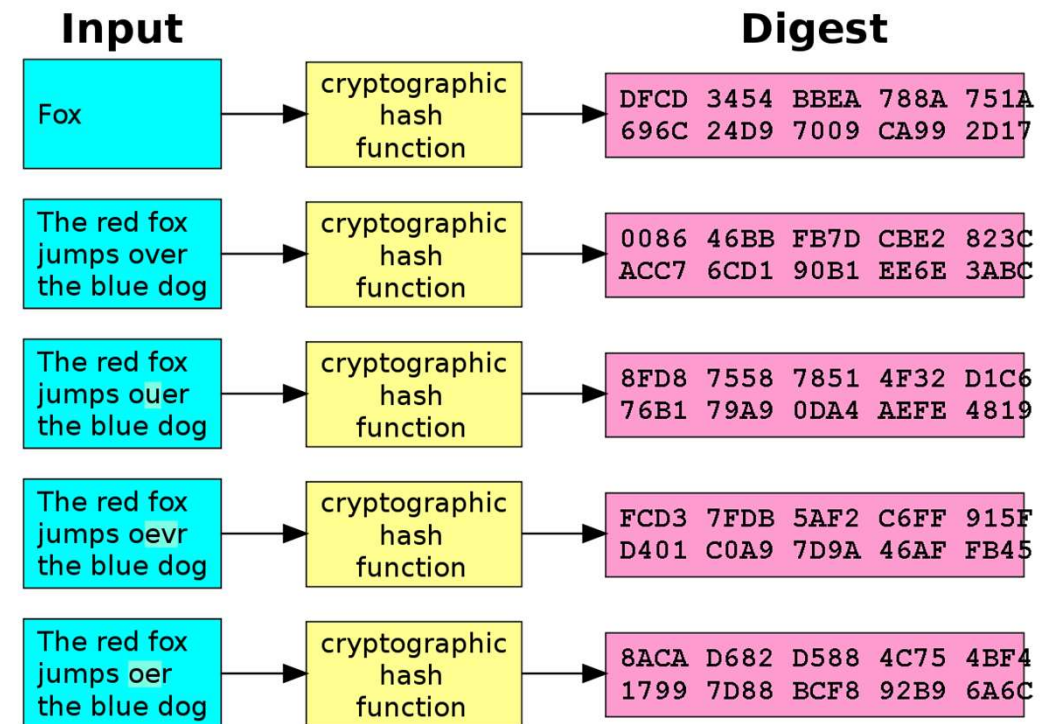 Input
Digest
Fox
cryptographic
hash
function
DFCD 3454 BBEA 788A 751A
696C 24D9 7009 CA99 2D17
The red fox
jumps over
the blue dog
cryptographic
hash
function
0086 46BB FB7D CBE2 823C
ACC7 6CD1 90B1 EE6E 3ABC
The red fox
jumps ouer
the blue dog
cryptographic
hash
function
8FD8 7558 7851 4F32 D1C6
76B1 79A9 0DA4 AEFE 4819
The red fox
jumps oevr
the blue dog
cryptographic
hash
function
FCD3 7FDB 5AF2 C6FF 915F
D401 C0A9 7D9A 46AF FB45
The red fox
jumps oer
the blue dog
cryptographic
hash
function
8ACA D682 D588 4C75 4BF4
1799 7D88 BCF8 92B9 6A6C